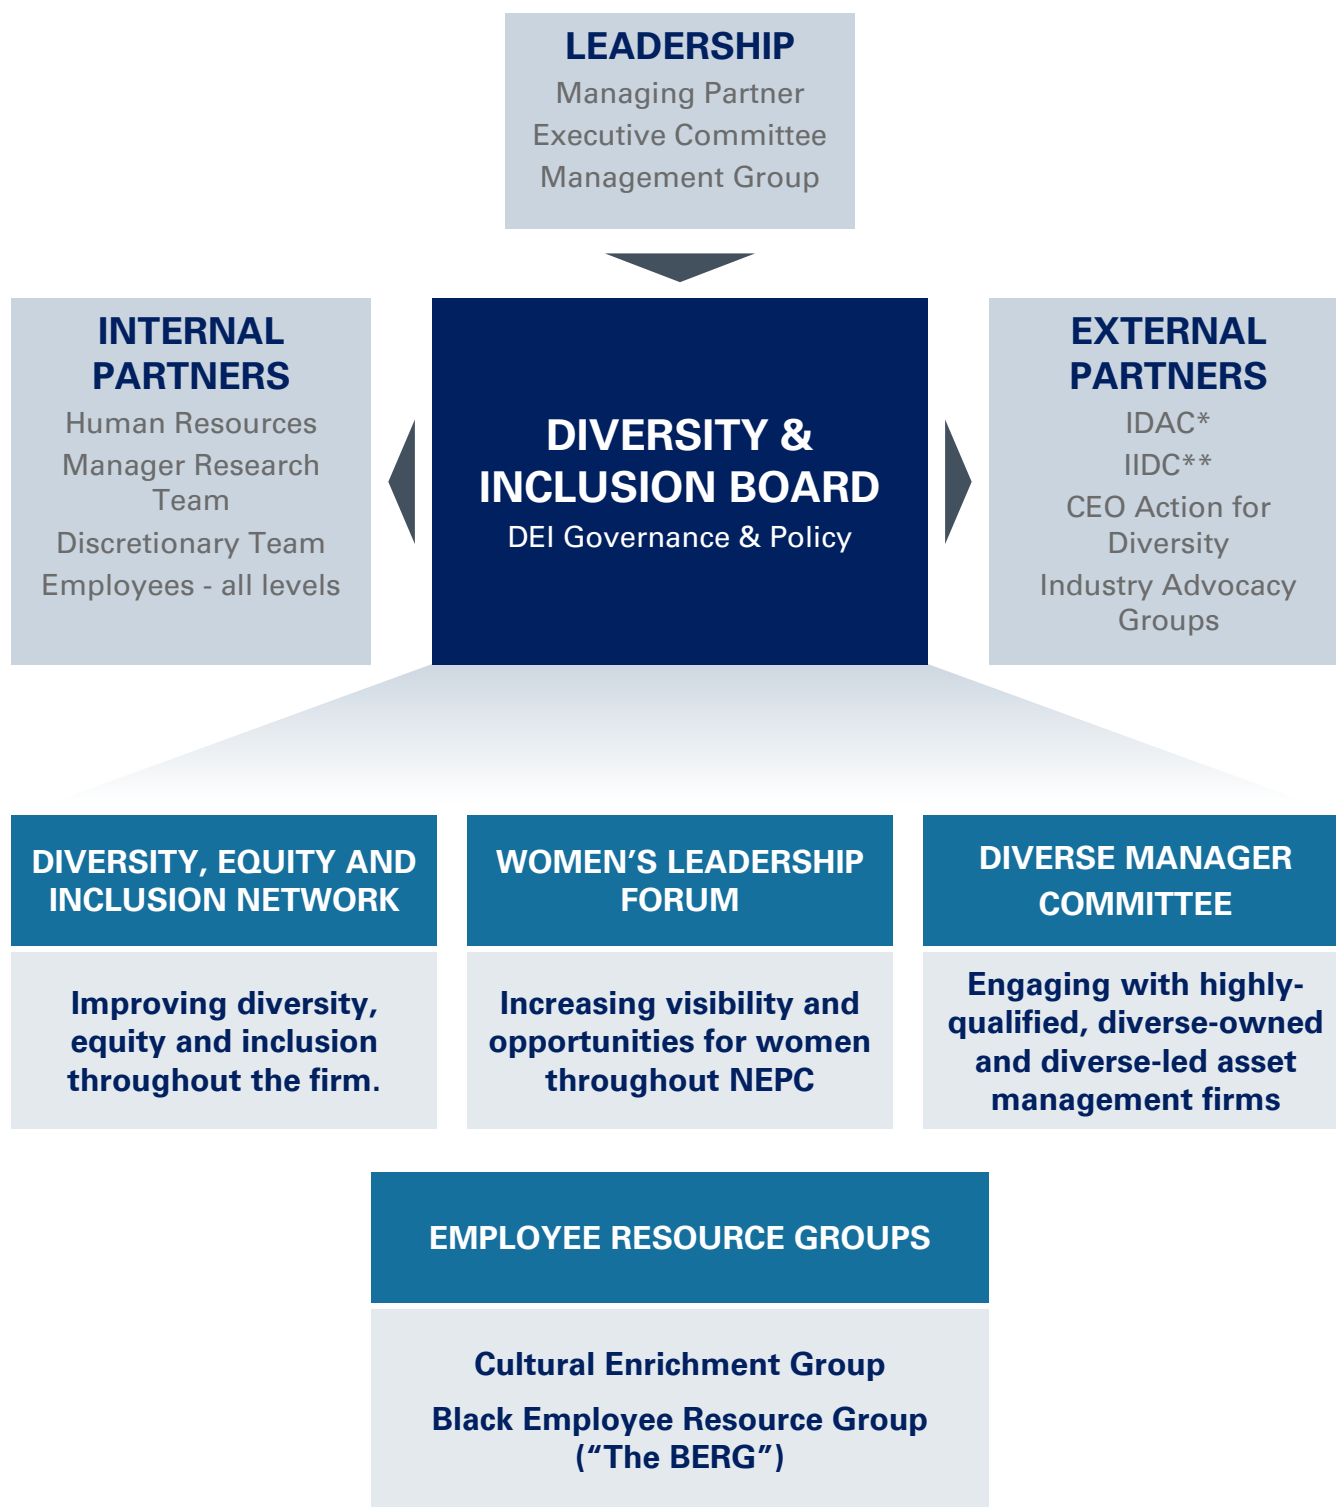 LEADERSHIP
Managing Partner
Executive Committee
Management Group
INTERNAL
PARTNERS
Human Resources
Manager Research
Team
Discretionary Team
Employees - all levels
DIVERSITY &
INCLUSION BOARD
DEI Governance & Policy
EXTERNAL
PARTNERS
IDAC*
IIDC**
CEO Action for
Diversity
Industry Advocacy
Groups
DIVERSITY, EQUITY AND
INCLUSION NETWORK
Improving diversity,
equity and inclusion
throughout the firm.
WOMEN’S LEADERSHIP
FORUM
Increasing visibility and
opportunities for women
throughout NEPC
DIVERSE MANAGER
COMMITTEE
Engaging with highly-
qualified, diverse-owned
and diverse-led asset
management firms
EMPLOYEE RESOURCE GROUPS
Cultural Enrichment Group
Black Employee Resource Group
(“The BERG”)